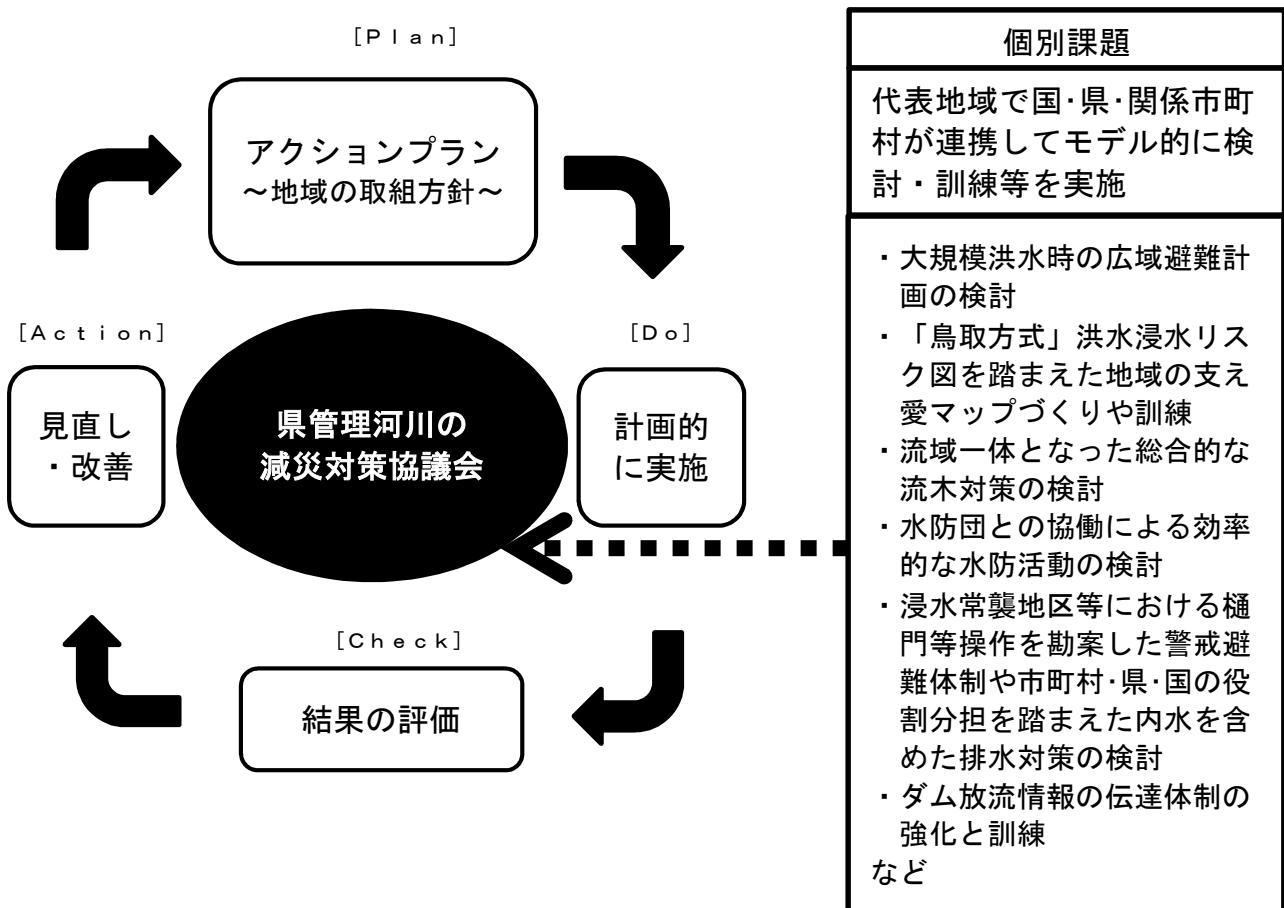 [Plan]
アクションプラン
～地域の取組方針～
[Action]
見直し
・改善
県管理河川の
減災対策協議会
[Do]
計画的
に実施
[Check]
結果の評価
個別課題
代表地域で国･県･関係市町
村が連携してモデル的に検
討・訓練等を実施
・大規模洪水時の広域避難計
画の検討
・「鳥取方式」洪水浸水リス
ク図を踏まえた地域の支え
愛マップづくりや訓練
・流域一体となった総合的な
流木対策の検討
・水防団との協働による効率
的な水防活動の検討
・浸水常襲地区等における樋
門等操作を勘案した警戒避
難体制や市町村･県･国の役
割分担を踏まえた内水を含
めた排水対策の検討
・ダム放流情報の伝達体制の
強化と訓練
など